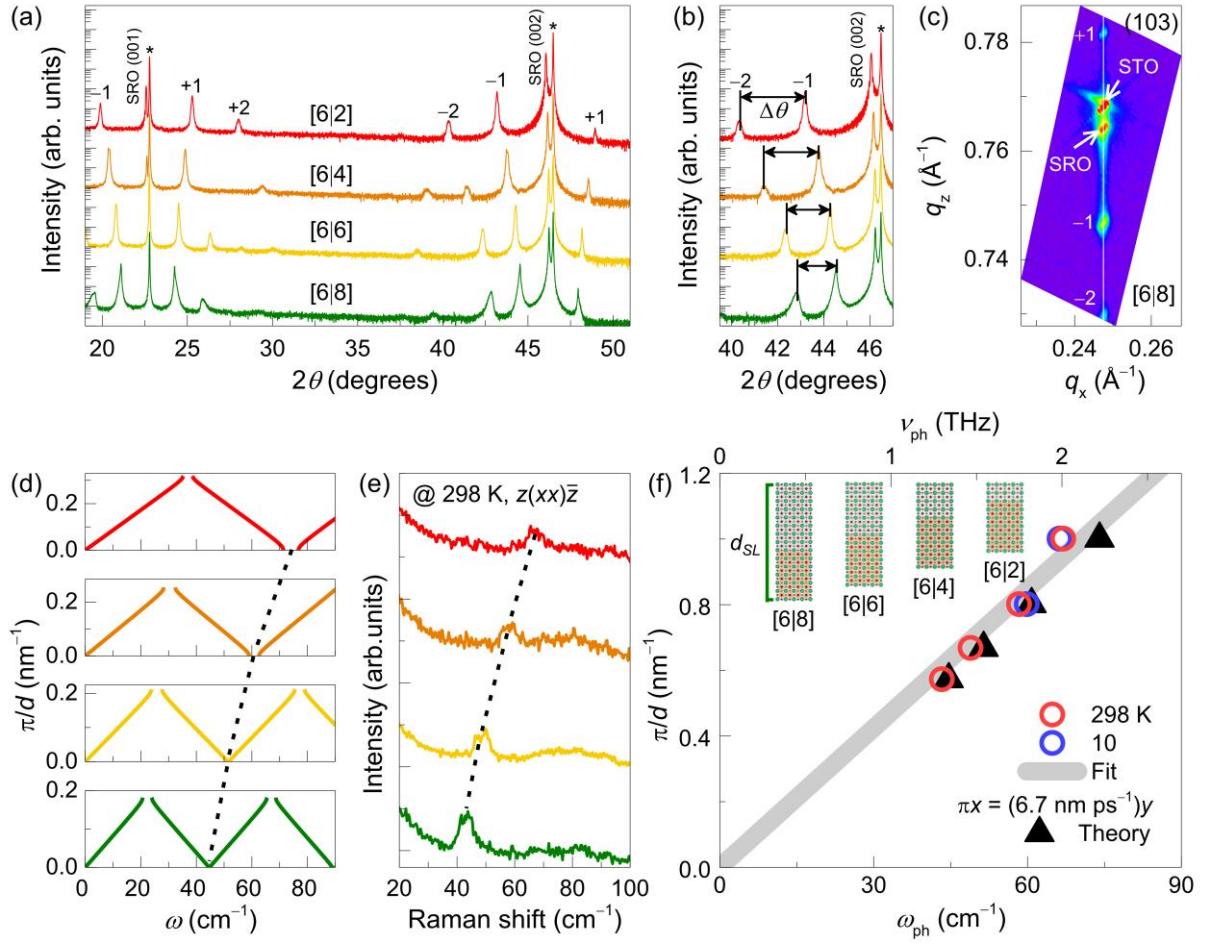 (a)
Intensity (arb. units)
−1
SRO (001)
*
+1
+2
−2
−1
SRO (002)
*
+1
[6|2]
[6|4]
[6|6]
[6|8]
20 25 30 35 40 45 50
2θ (degrees)
(b)
Intensity (arb. units)
−2
−1
SRO (002)
*
Δθ
40 42 44 46
2θ (degrees)
(c)
(103)
+1
STO
SRO
−1
−2
[6|8]
0.78
0.76
0.74
q_z (Å⁻¹)
0.24 0.26
q_x (Å⁻¹)
(d)
0.2
0.0
0.2
0.0
0.2
0.0
0.2
0.0
π/d (nm⁻¹)
0 20 40 60 80
ω (cm⁻¹)
(e)
@ 298 K, z(xx)z̄
Intensity (arb.units)
20 40 60 80 100
Raman shift (cm⁻¹)
ν_ph (THz)
0 1 2
(f)
1.2
0.8
0.4
0.0
π/d (nm⁻¹)
d_SL
[6|8]
[6|6]
[6|4]
[6|2]
298 K
10
Fit
πx = (6.7 nm ps⁻¹)y
Theory
0 30 60 90
ω_ph (cm⁻¹)